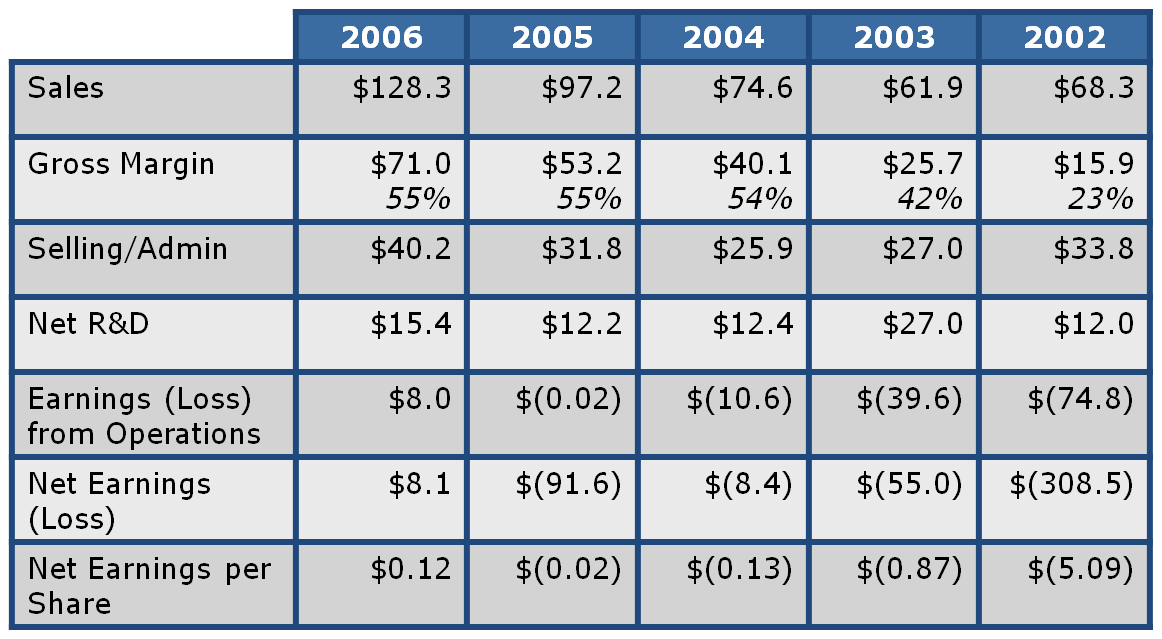 2006 2005 2004 2003 2002
Sales $128.3 $97.2 $74.6 $61.9 $68.3
Gross Margin $71.0 $53.2 $40.1 $25.7 $15.9
55% 55% 54% 42% 23%
Selling/Admin $40.2 $31.8 $25.9 $27.0 $33.8
Net R&D $15.4 $12.2 $12.4 $27.0 $12.0
Earnings (Loss) $8.0 $(0.02) $(10.6) $(39.6) $(74.8)
from Operations
Net Earnings $8.1 $(91.6) $(8.4) $(55.0) $(308.5)
(Loss)
Net Earnings per $0.12 $(0.02) $(0.13) $(0.87) $(5.09)
Share